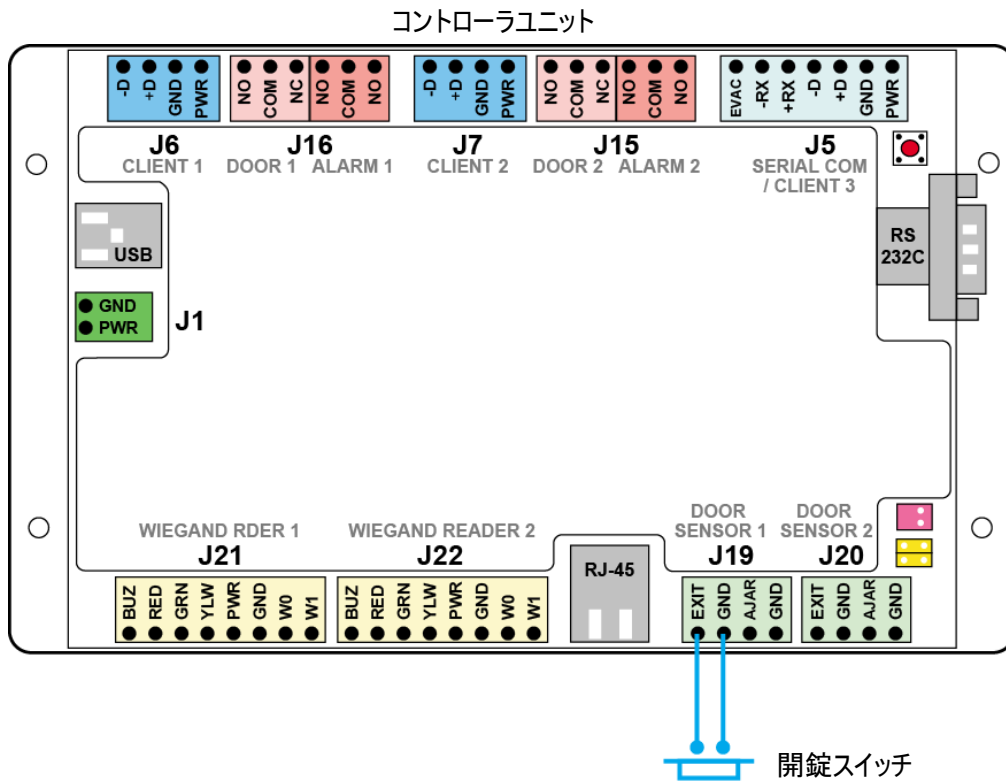 コントローラユニット
-D +D GND PWR NO COM NC NO COM NO -D +D GND PWR NO COM NC NO COM NO EVAC -RX +RX -D +D GND PWR
J6 J16 J7 J15 J5
CLIENT 1 DOOR 1 ALARM 1 CLIENT 2 DOOR 2 ALARM 2 SERIAL COM
/ CLIENT 3
RS
232C
USB
GND
PWR
J1
WIEGAND RDER 1 WIEGAND READER 2 DOOR DOOR
SENSOR 1 SENSOR 2
J21 J22 J19 J20
RJ-45
BUZ RED GRN YLW PWR GND W0 W1 BUZ RED GRN YLW PWR GND W0 W1 EXIT GND AJAR GND EXIT GND AJAR GND
開錠スイッチ